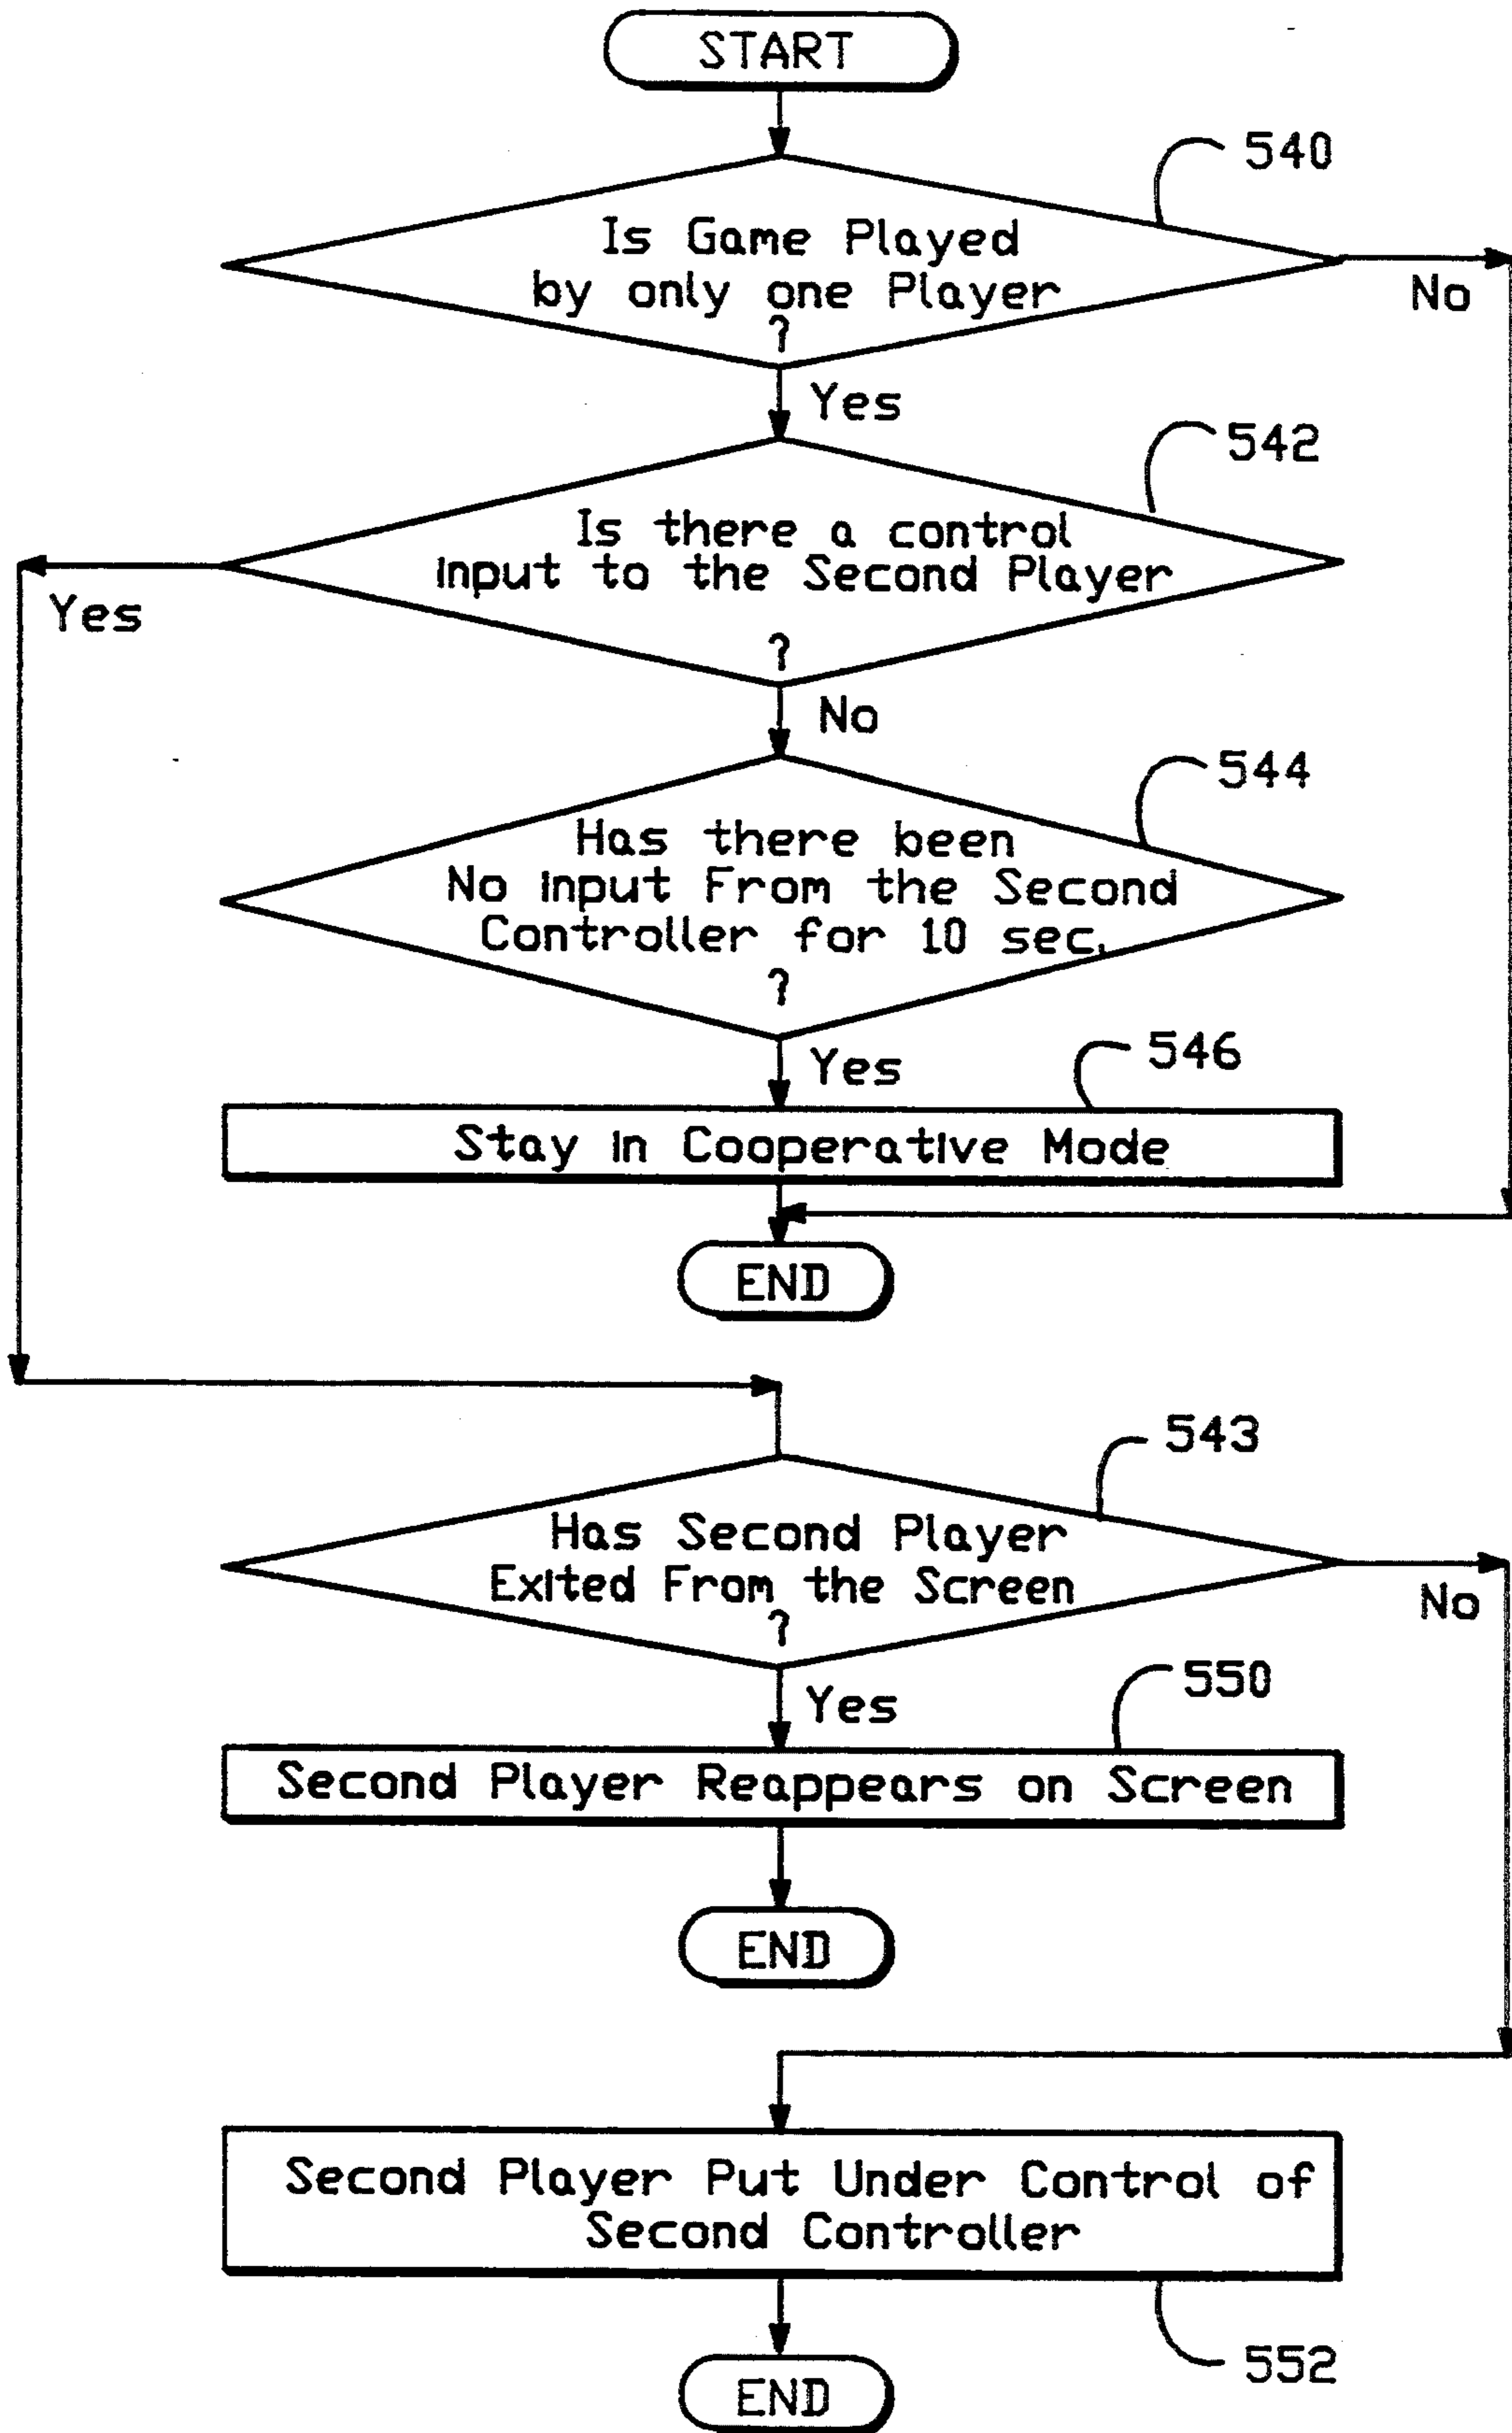 START
540
Is Game Played
by only one Player
?
No
Yes
542
Is there a control
input to the Second Player
?
Yes
No
544
Has there been
No input From the Second
Controller for 10 sec.
?
Yes
546
Stay in Cooperative Mode
END
543
Has Second Player
Exited From the Screen
?
No
Yes
550
Second Player Reappears on Screen
END
Second Player Put Under Control of
Second Controller
552
END